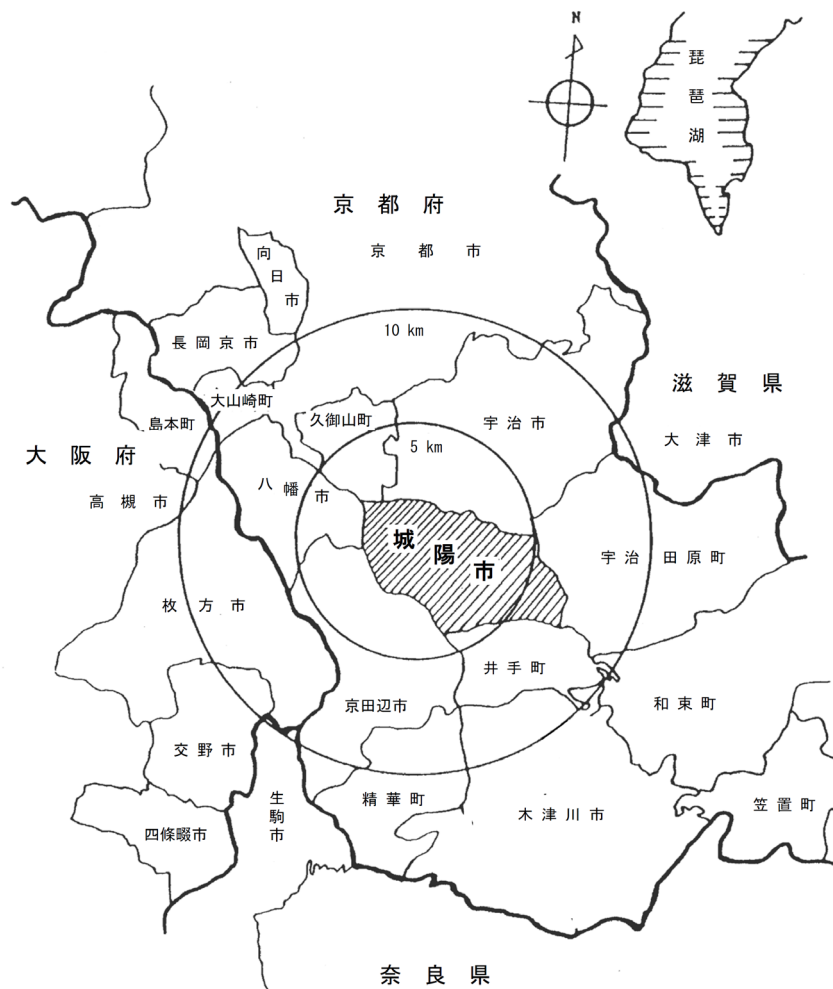 N
琵琶湖
京都府
京都市
向日市
10 km
長岡京市
滋賀県
大山崎町
久御山町
宇治市
島本町
大津市
5 km
大阪府
八幡市
高槻市
城陽市
宇治田原町
枚方市
井手町
京田辺市
和束町
交野市
精華町
生駒市
木津川市
笠置町
四條畷市
奈良県